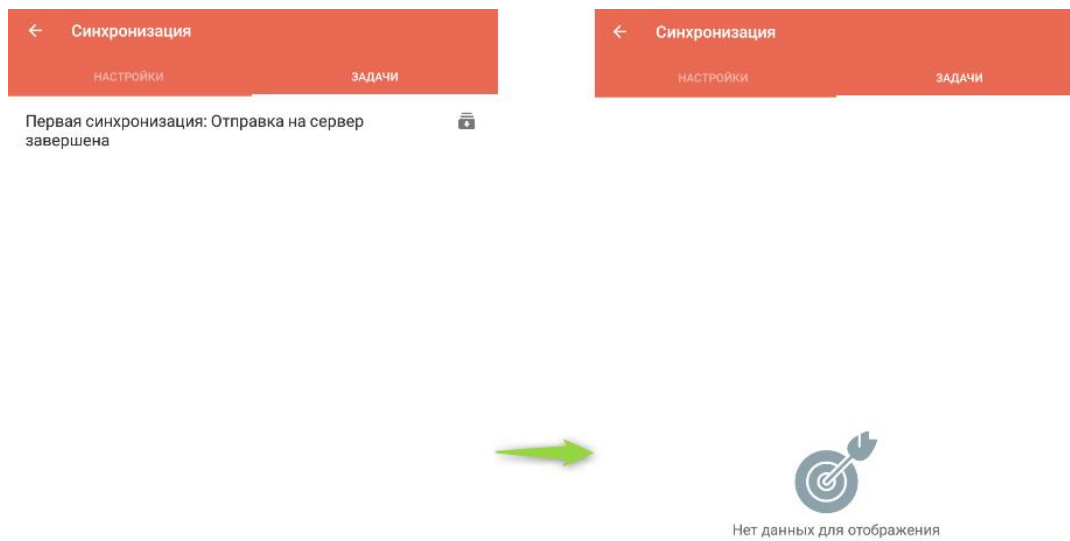 Синхронизация
НАСТРОЙКИ ЗАДАЧИ
Первая синхронизация: Отправка на сервер
завершена
Синхронизация
НАСТРОЙКИ ЗАДАЧИ
Нет данных для отображения